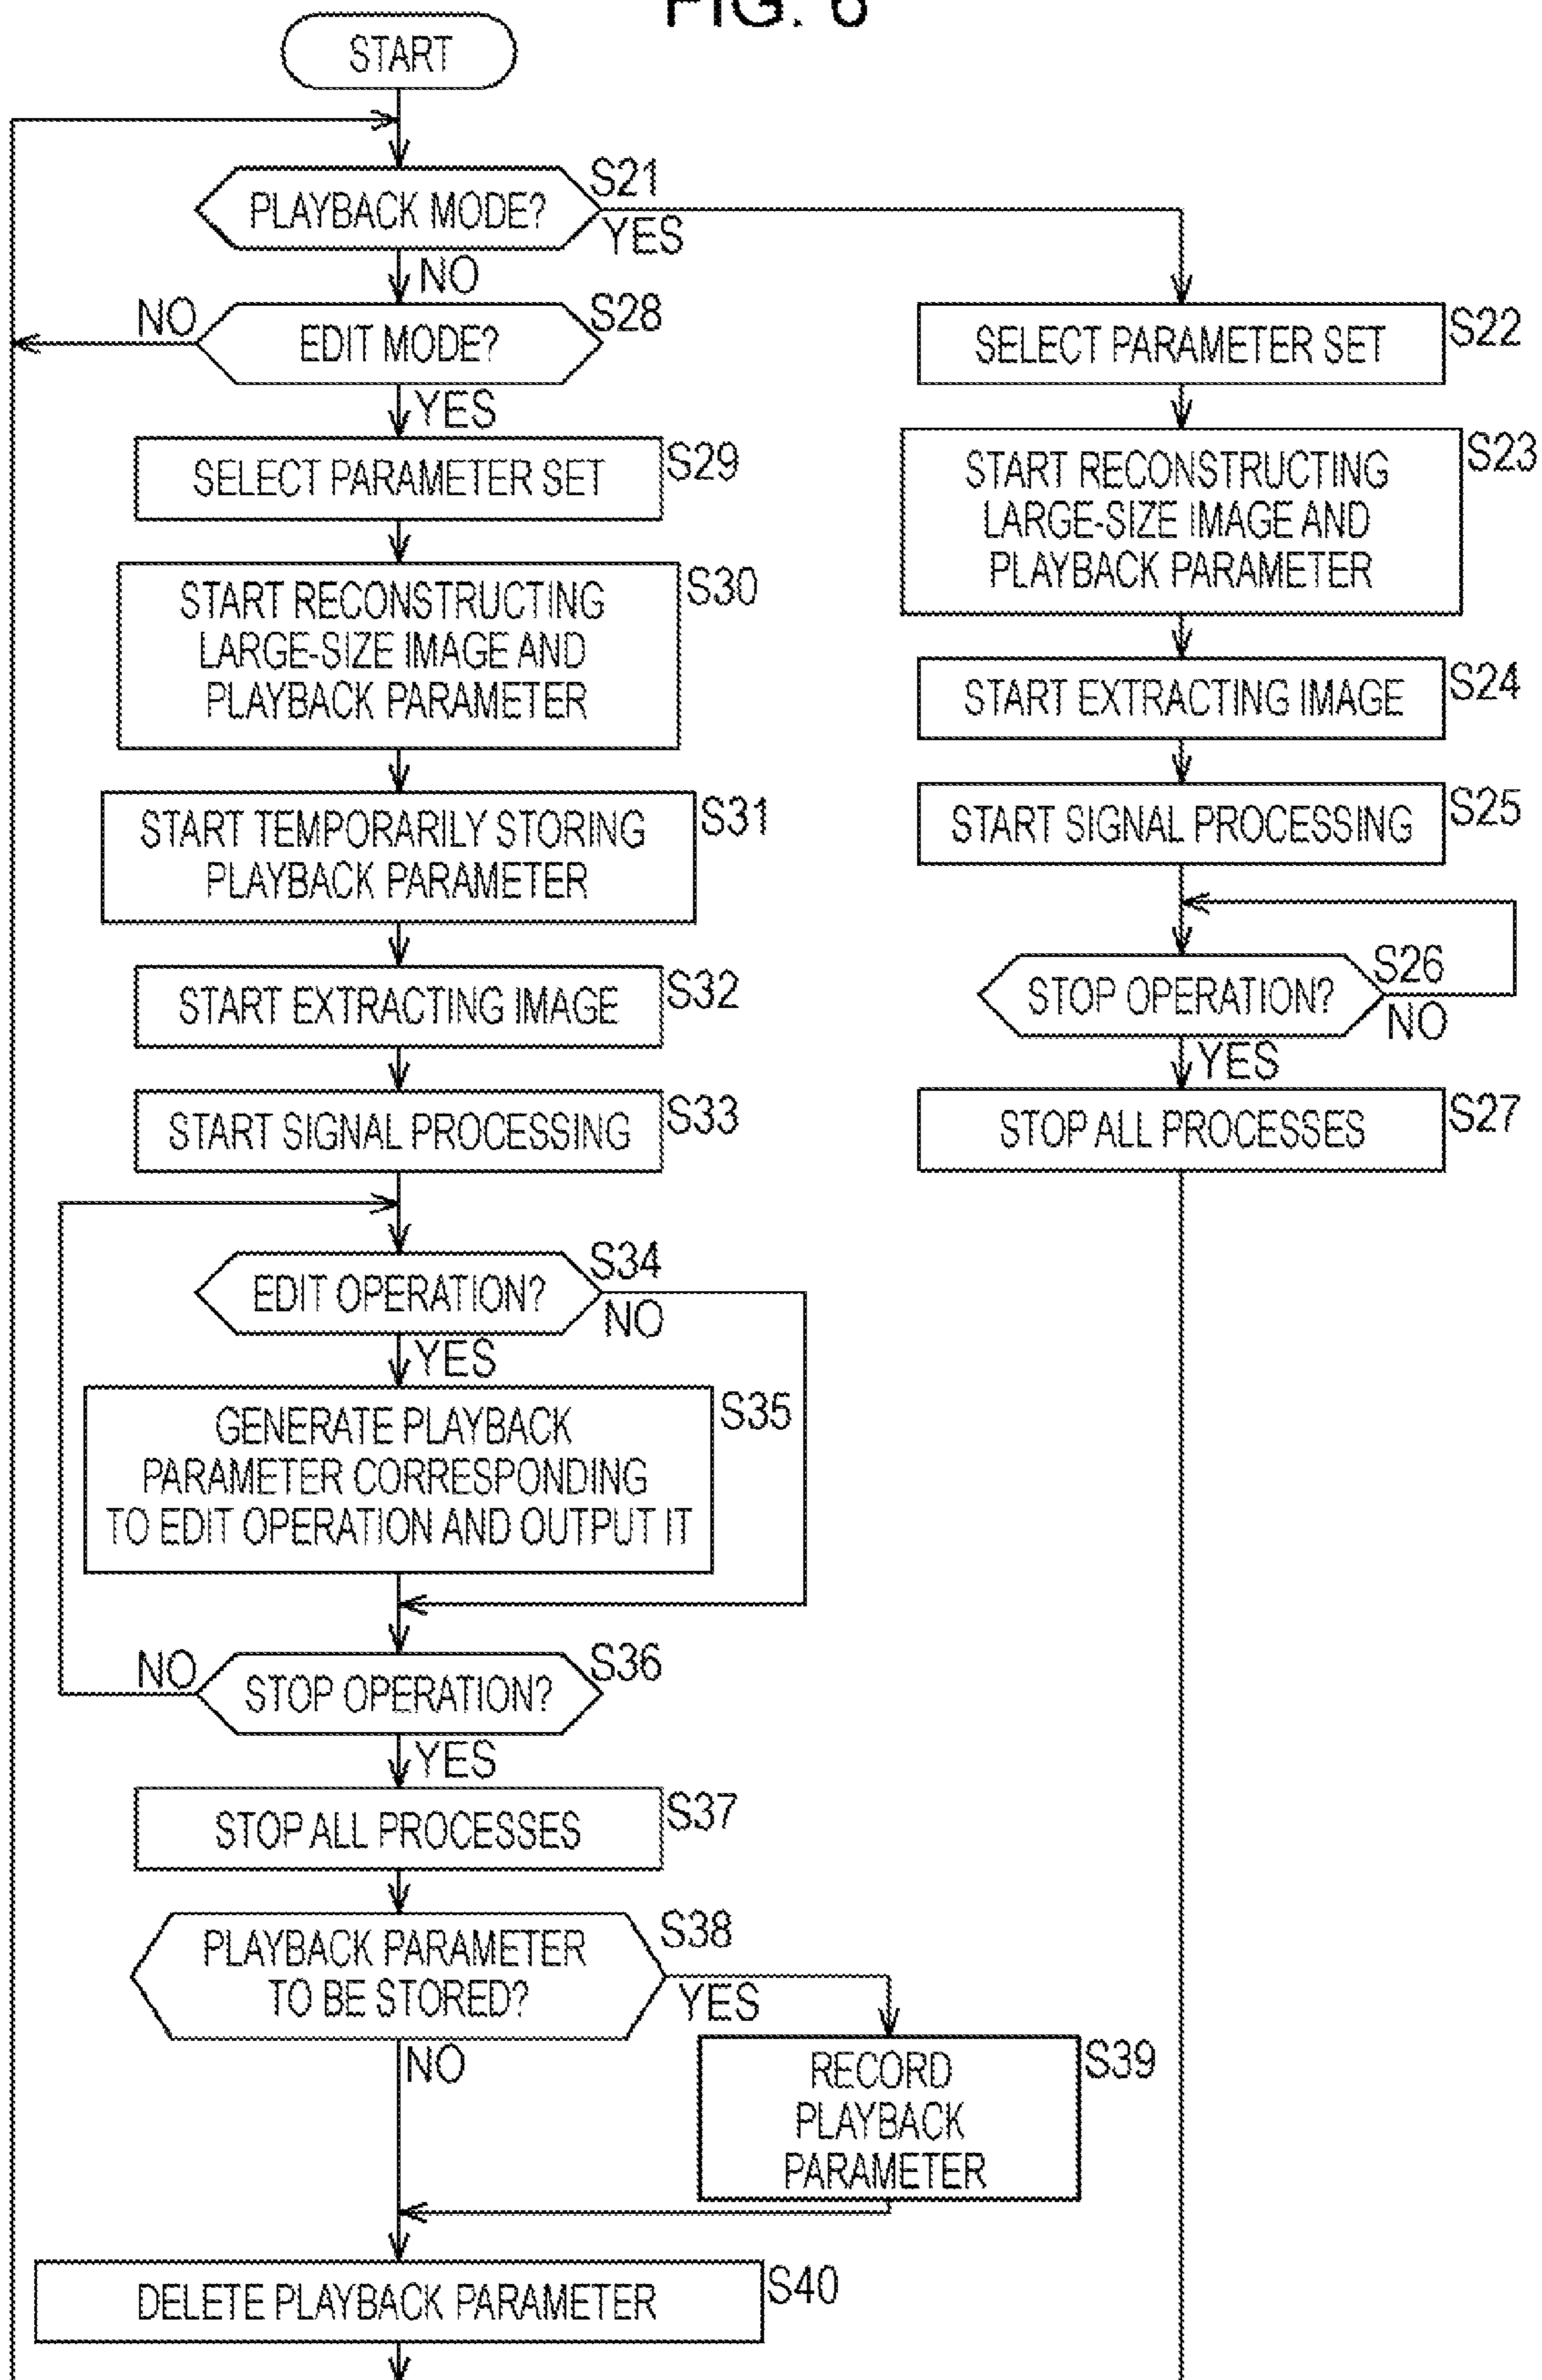 FIG. 6
START
PLAYBACK MODE?
S21
YES
NO
EDIT MODE?
S28
NO
YES
SELECT PARAMETER SET
S29
START RECONSTRUCTING
LARGE-SIZE IMAGE AND
PLAYBACK PARAMETER
S30
START TEMPORARILY STORING
PLAYBACK PARAMETER
S31
START EXTRACTING IMAGE
S32
START SIGNAL PROCESSING
S33
EDIT OPERATION?
S34
NO
YES
GENERATE PLAYBACK
PARAMETER CORRESPONDING
TO EDIT OPERATION AND OUTPUT IT
S35
STOP OPERATION?
S36
NO
YES
STOP ALL PROCESSES
S37
PLAYBACK PARAMETER
TO BE STORED?
S38
YES
NO
RECORD
PLAYBACK
PARAMETER
S39
DELETE PLAYBACK PARAMETER
S40
SELECT PARAMETER SET
S22
START RECONSTRUCTING
LARGE-SIZE IMAGE AND
PLAYBACK PARAMETER
S23
START EXTRACTING IMAGE
S24
START SIGNAL PROCESSING
S25
STOP OPERATION?
S26
NO
YES
STOP ALL PROCESSES
S27